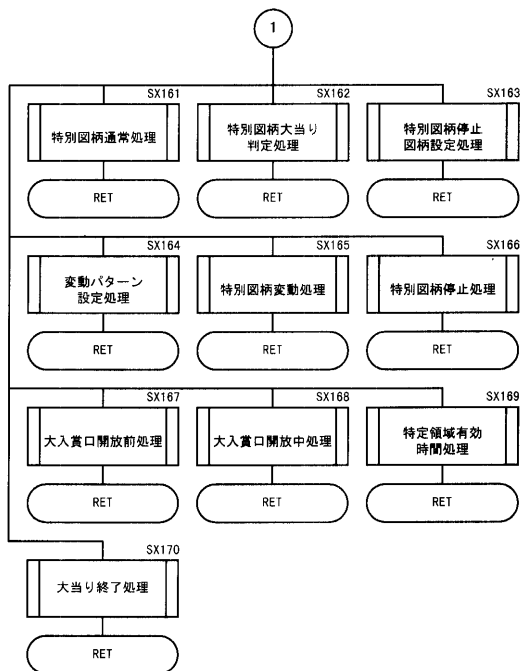 1
SX161
SX162
SX163
特別図柄通常処理
特別図柄大当り
判定処理
特別図柄停止
図柄設定処理
RET
RET
RET
SX164
SX165
SX166
変動パターン
設定処理
特別図柄変動処理
特別図柄停止処理
RET
RET
RET
SX167
SX168
SX169
大入賞口開放前処理
大入賞口開放中処理
特定領域有効
時間処理
RET
RET
RET
SX170
大当り終了処理
RET